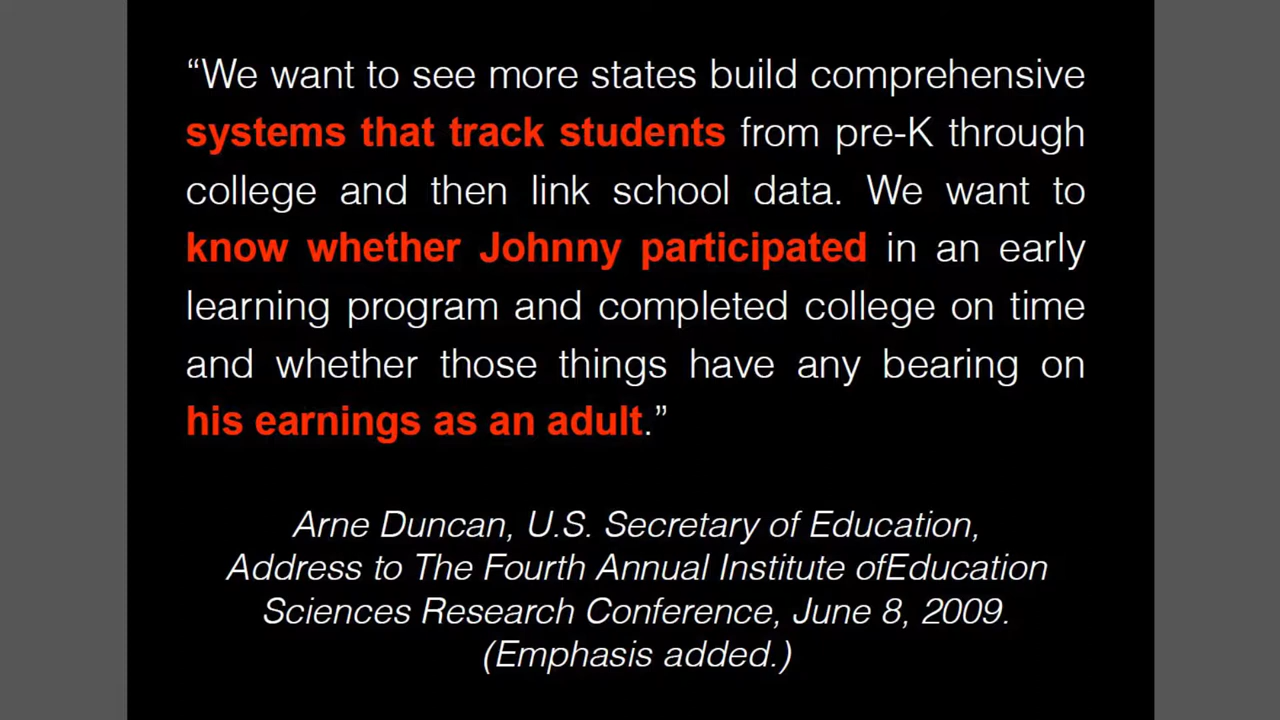 “We want to see more states build comprehensive
systems that track students from pre-K through
college and then link school data. We want to
know whether Johnny participated in an early
learning program and completed college on time
and whether those things have any bearing on
his earnings as an adult.”
Arne Duncan, U.S. Secretary of Education,
Address to The Fourth Annual Institute ofEducation
Sciences Research Conference, June 8, 2009.
(Emphasis added.)